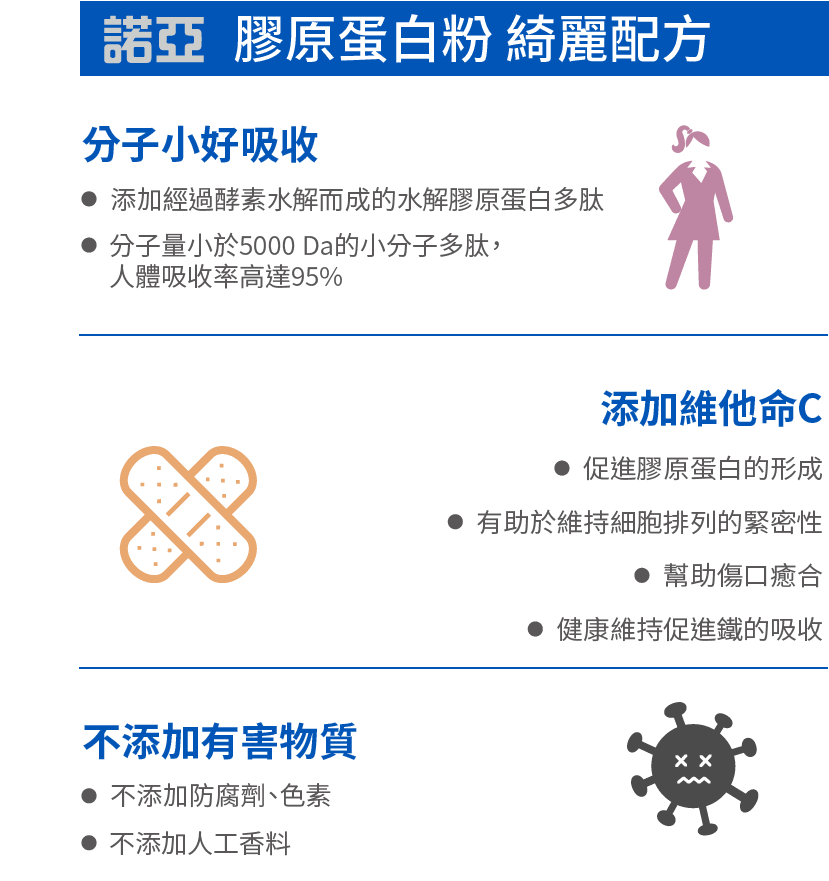 諾亞 膠原蛋白粉 綺麗配方
分子小好吸收
● 添加經過酵素水解而成的水解膠原蛋白多肽
● 分子量小於5000 Da的小分子多肽，
人體吸收率高達95%
添加維他命C
● 促進膠原蛋白的形成
● 有助於維持細胞排列的緊密性
● 幫助傷口癒合
● 健康維持促進鐵的吸收
不添加有害物質
● 不添加防腐劑、色素
● 不添加人工香料